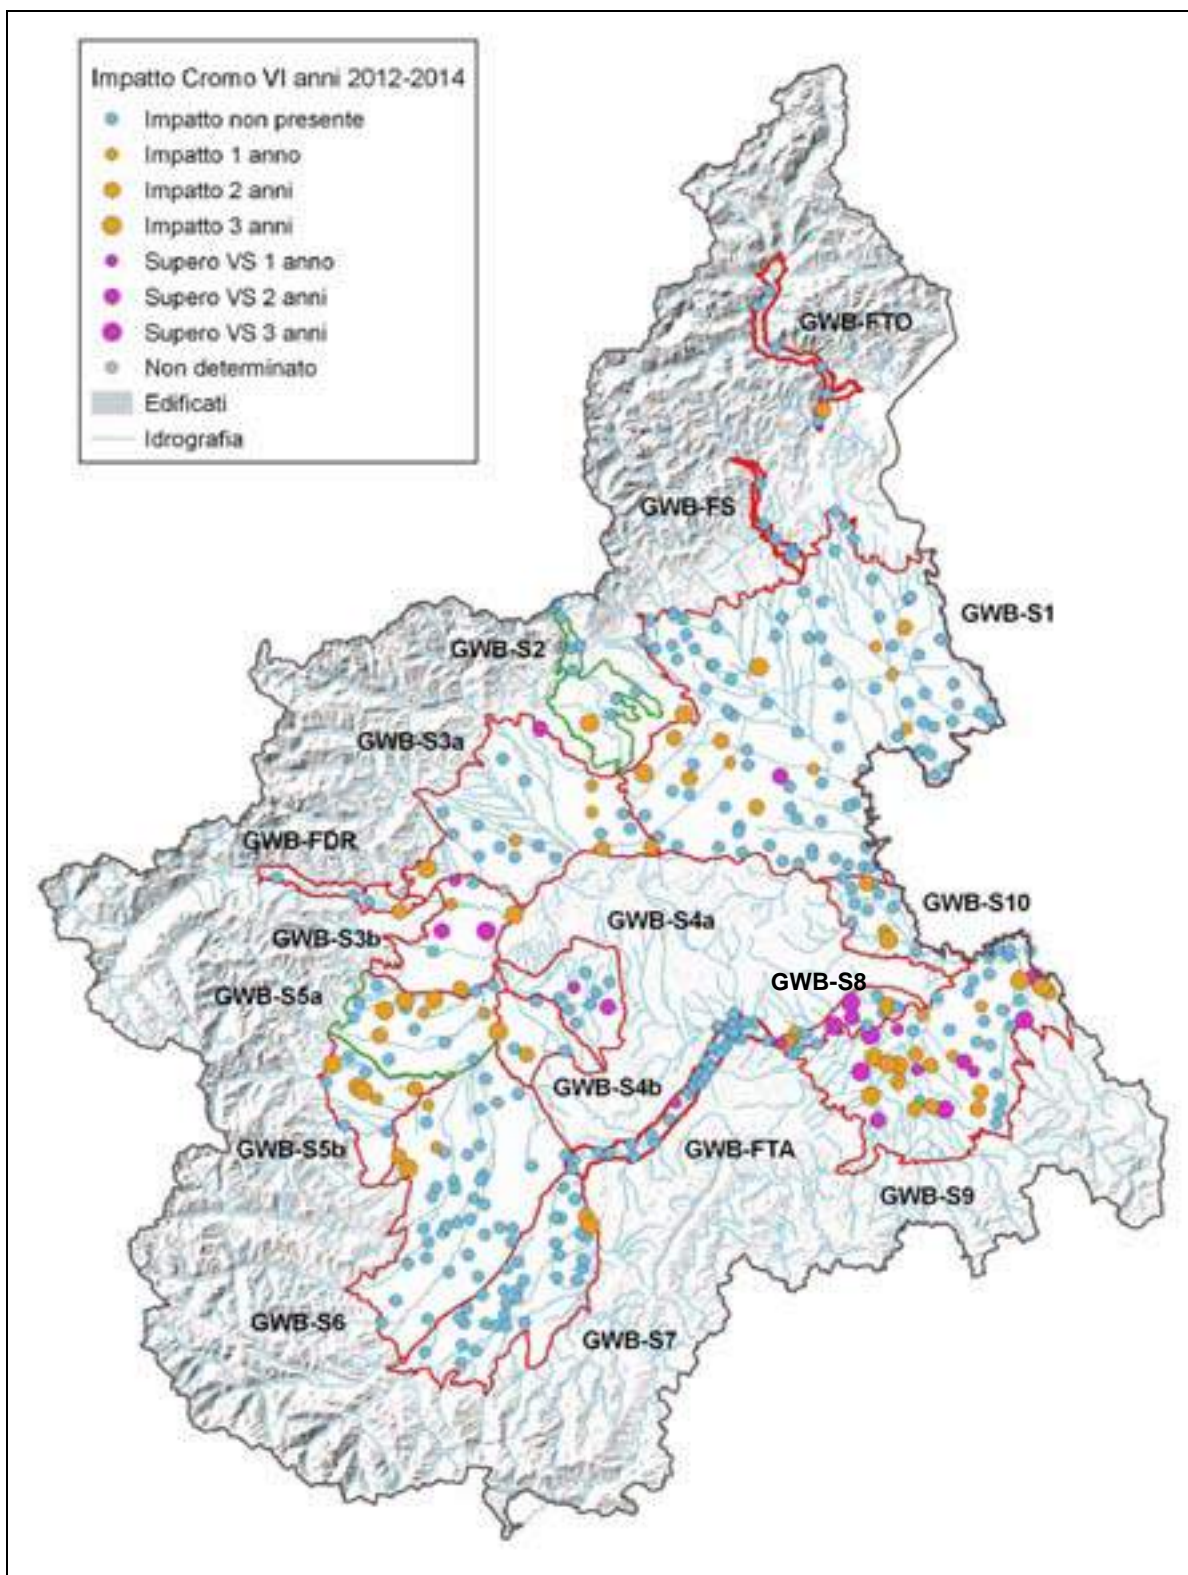 Impatto Cromo VI anni 2012-2014
Impatto non presente
Impatto 1 anno
Impatto 2 anni
Impatto 3 anni
Supero VS 1 anno
Supero VS 2 anni
Supero VS 3 anni
Non determinato
Edificati
Idrografia
GWB-FTO
GWB-FS
GWB-S1
GWB-S2
GWB-S3a
GWB-FDR
GWB-S10
GWB-S4a
GWB-S3b
GWB-S8
GWB-S5a
GWB-S4b
GWB-S5b
GWB-FTA
GWB-S9
GWB-S6
GWB-S7